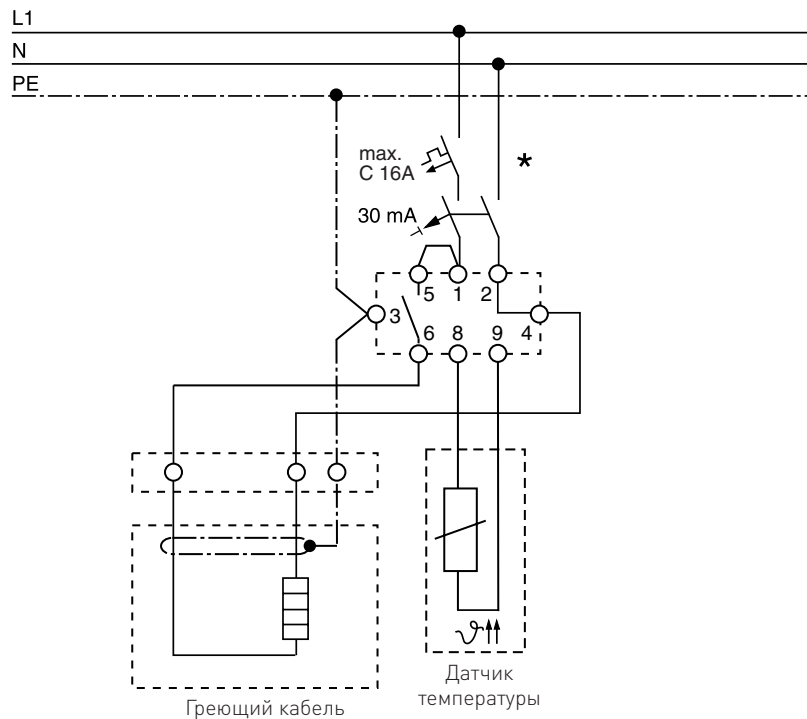 L1
N
PE
max.
C 16A
*
30 mA
5 1 2
3
6 8 9 4
ϑ
Датчик
температуры
Греющий кабель